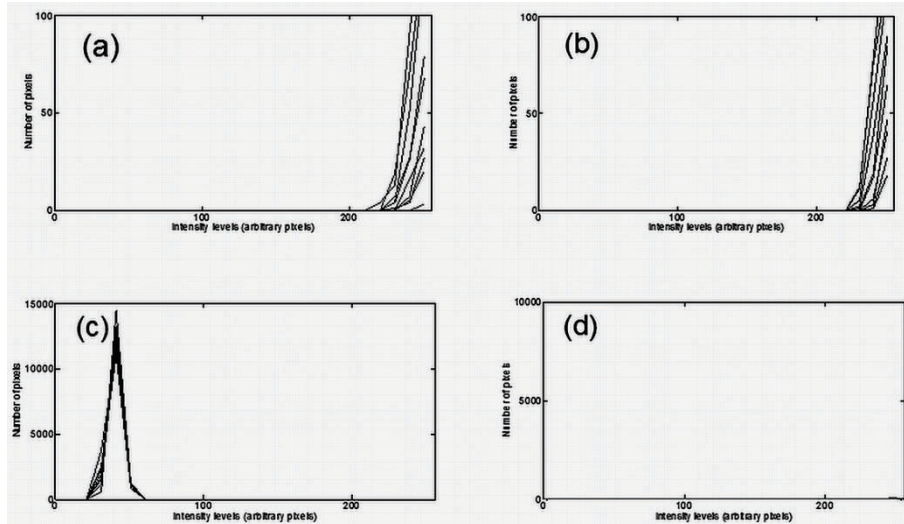 (a)
100
50
0
Number of pixels
0 100 200
Intensity levels (arbitrary pixels)
(b)
100
50
0
Number of pixels
0 100 200
Intensity levels (arbitrary pixels)
(c)
15000
10000
5000
0
Number of pixels
0 100 200
Intensity levels (arbitrary pixels)
(d)
10000
5000
0
Number of pixels
0 100 200
Intensity levels (arbitrary pixels)